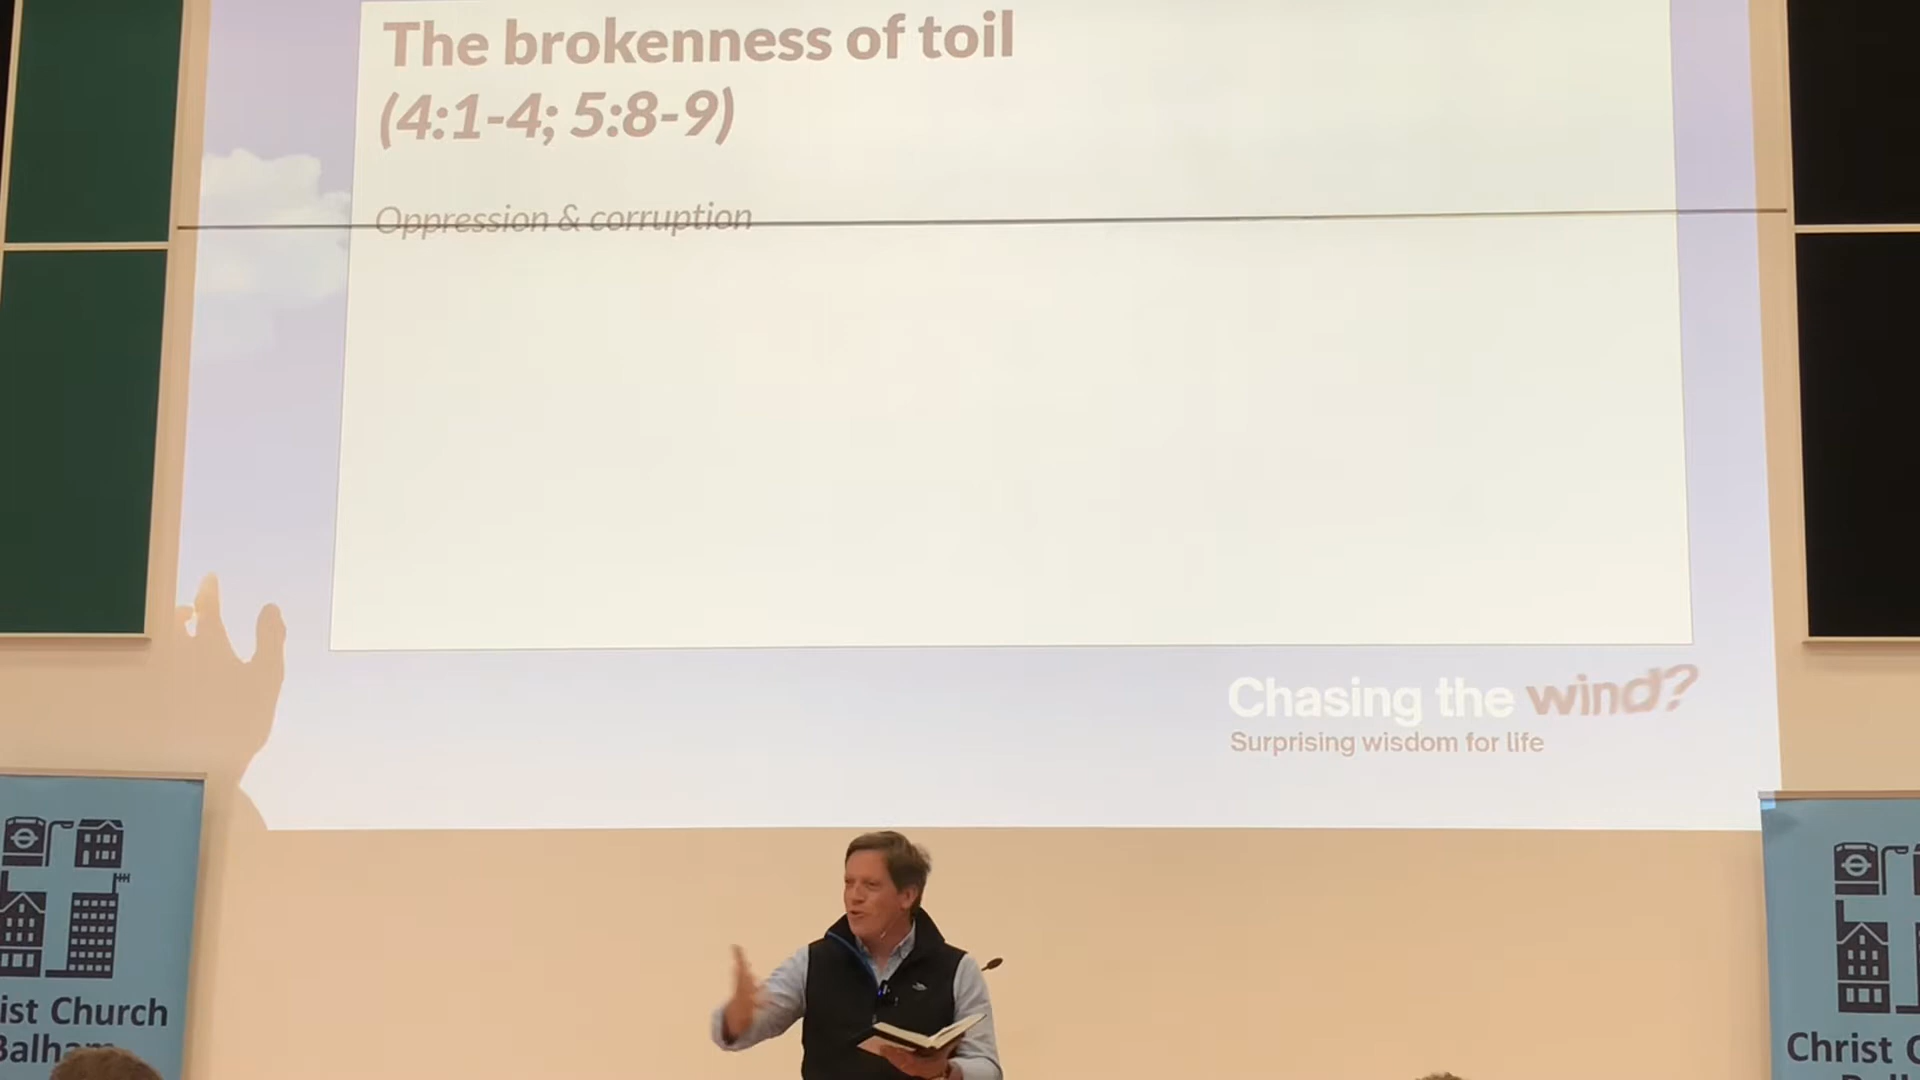 The brokenness of toil
(4:1-4; 5:8-9)
Oppression & corruption
Chasing the wind?
Surprising wisdom for life
ist Church
Balham
Christ C